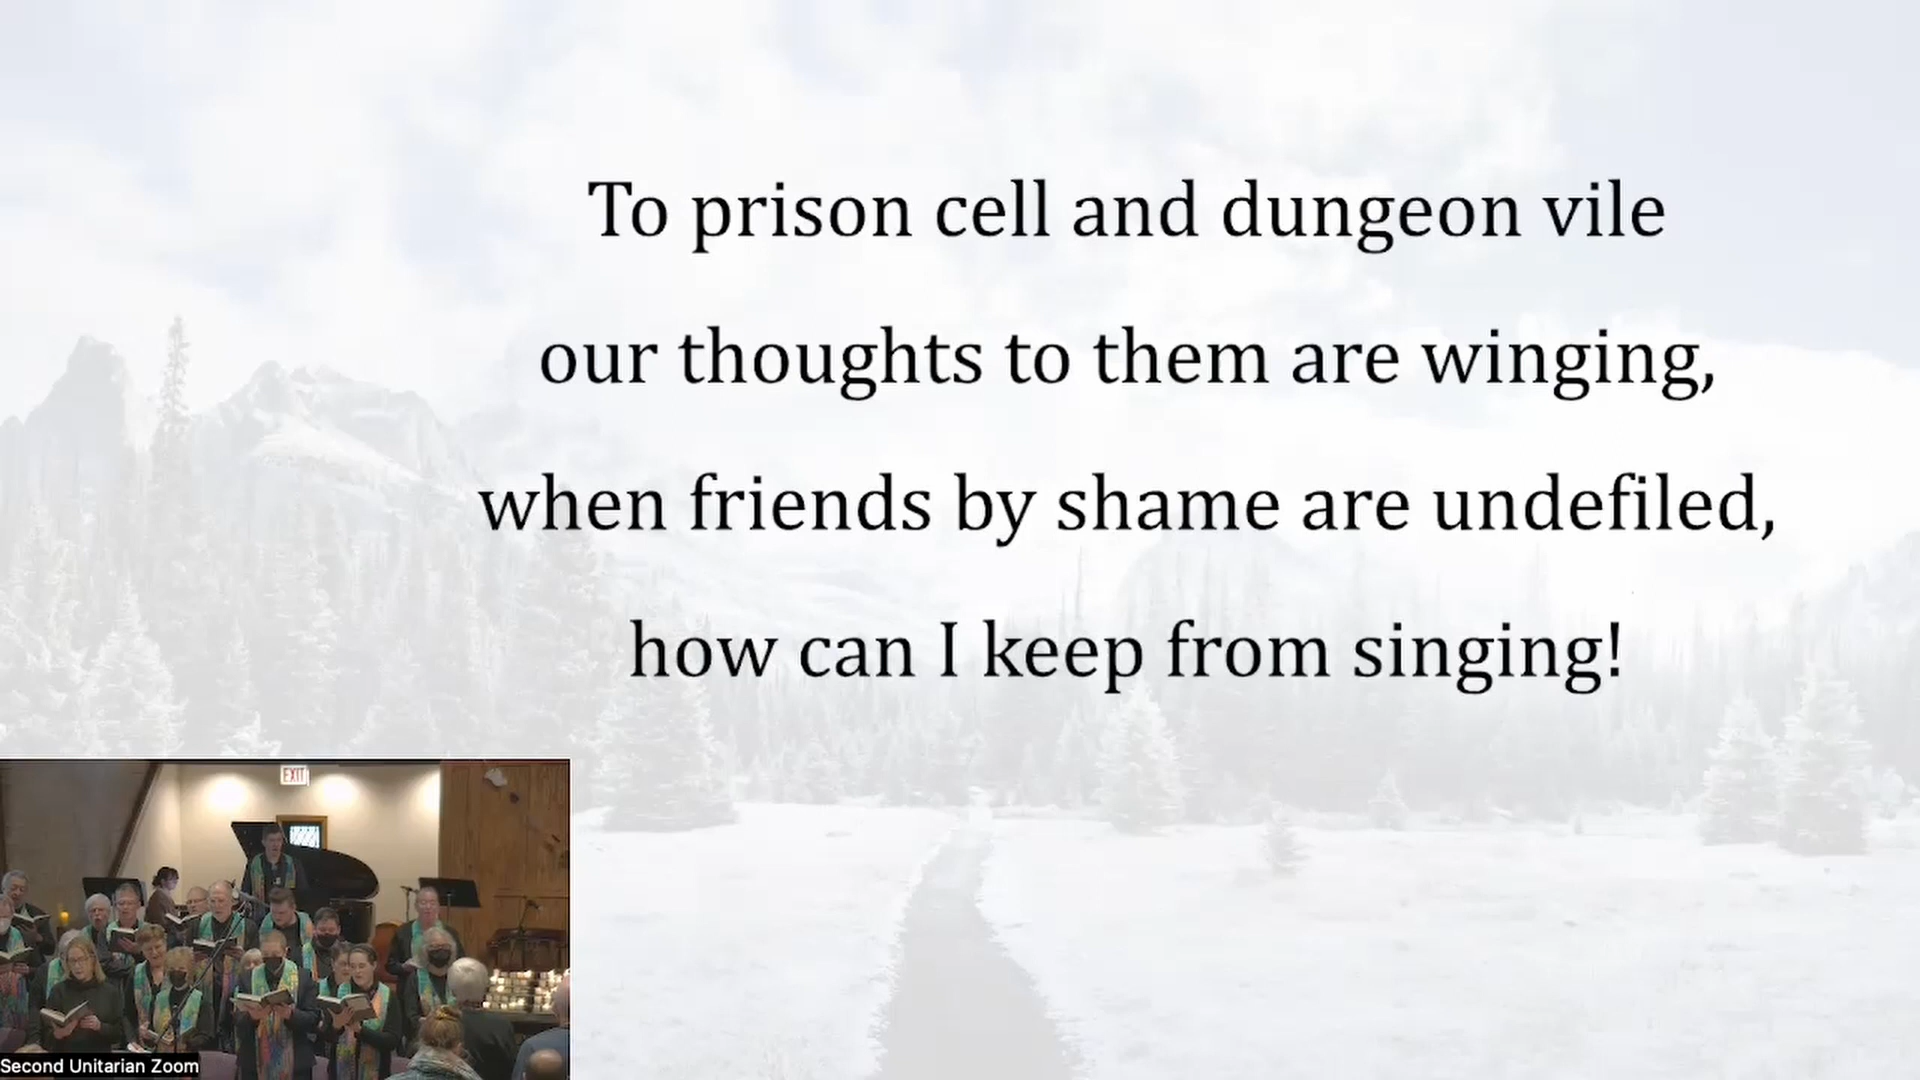 To prison cell and dungeon vile
our thoughts to them are winging,
when friends by shame are undefiled,
how can I keep from singing!
EXIT
Second Unitarian Zoom